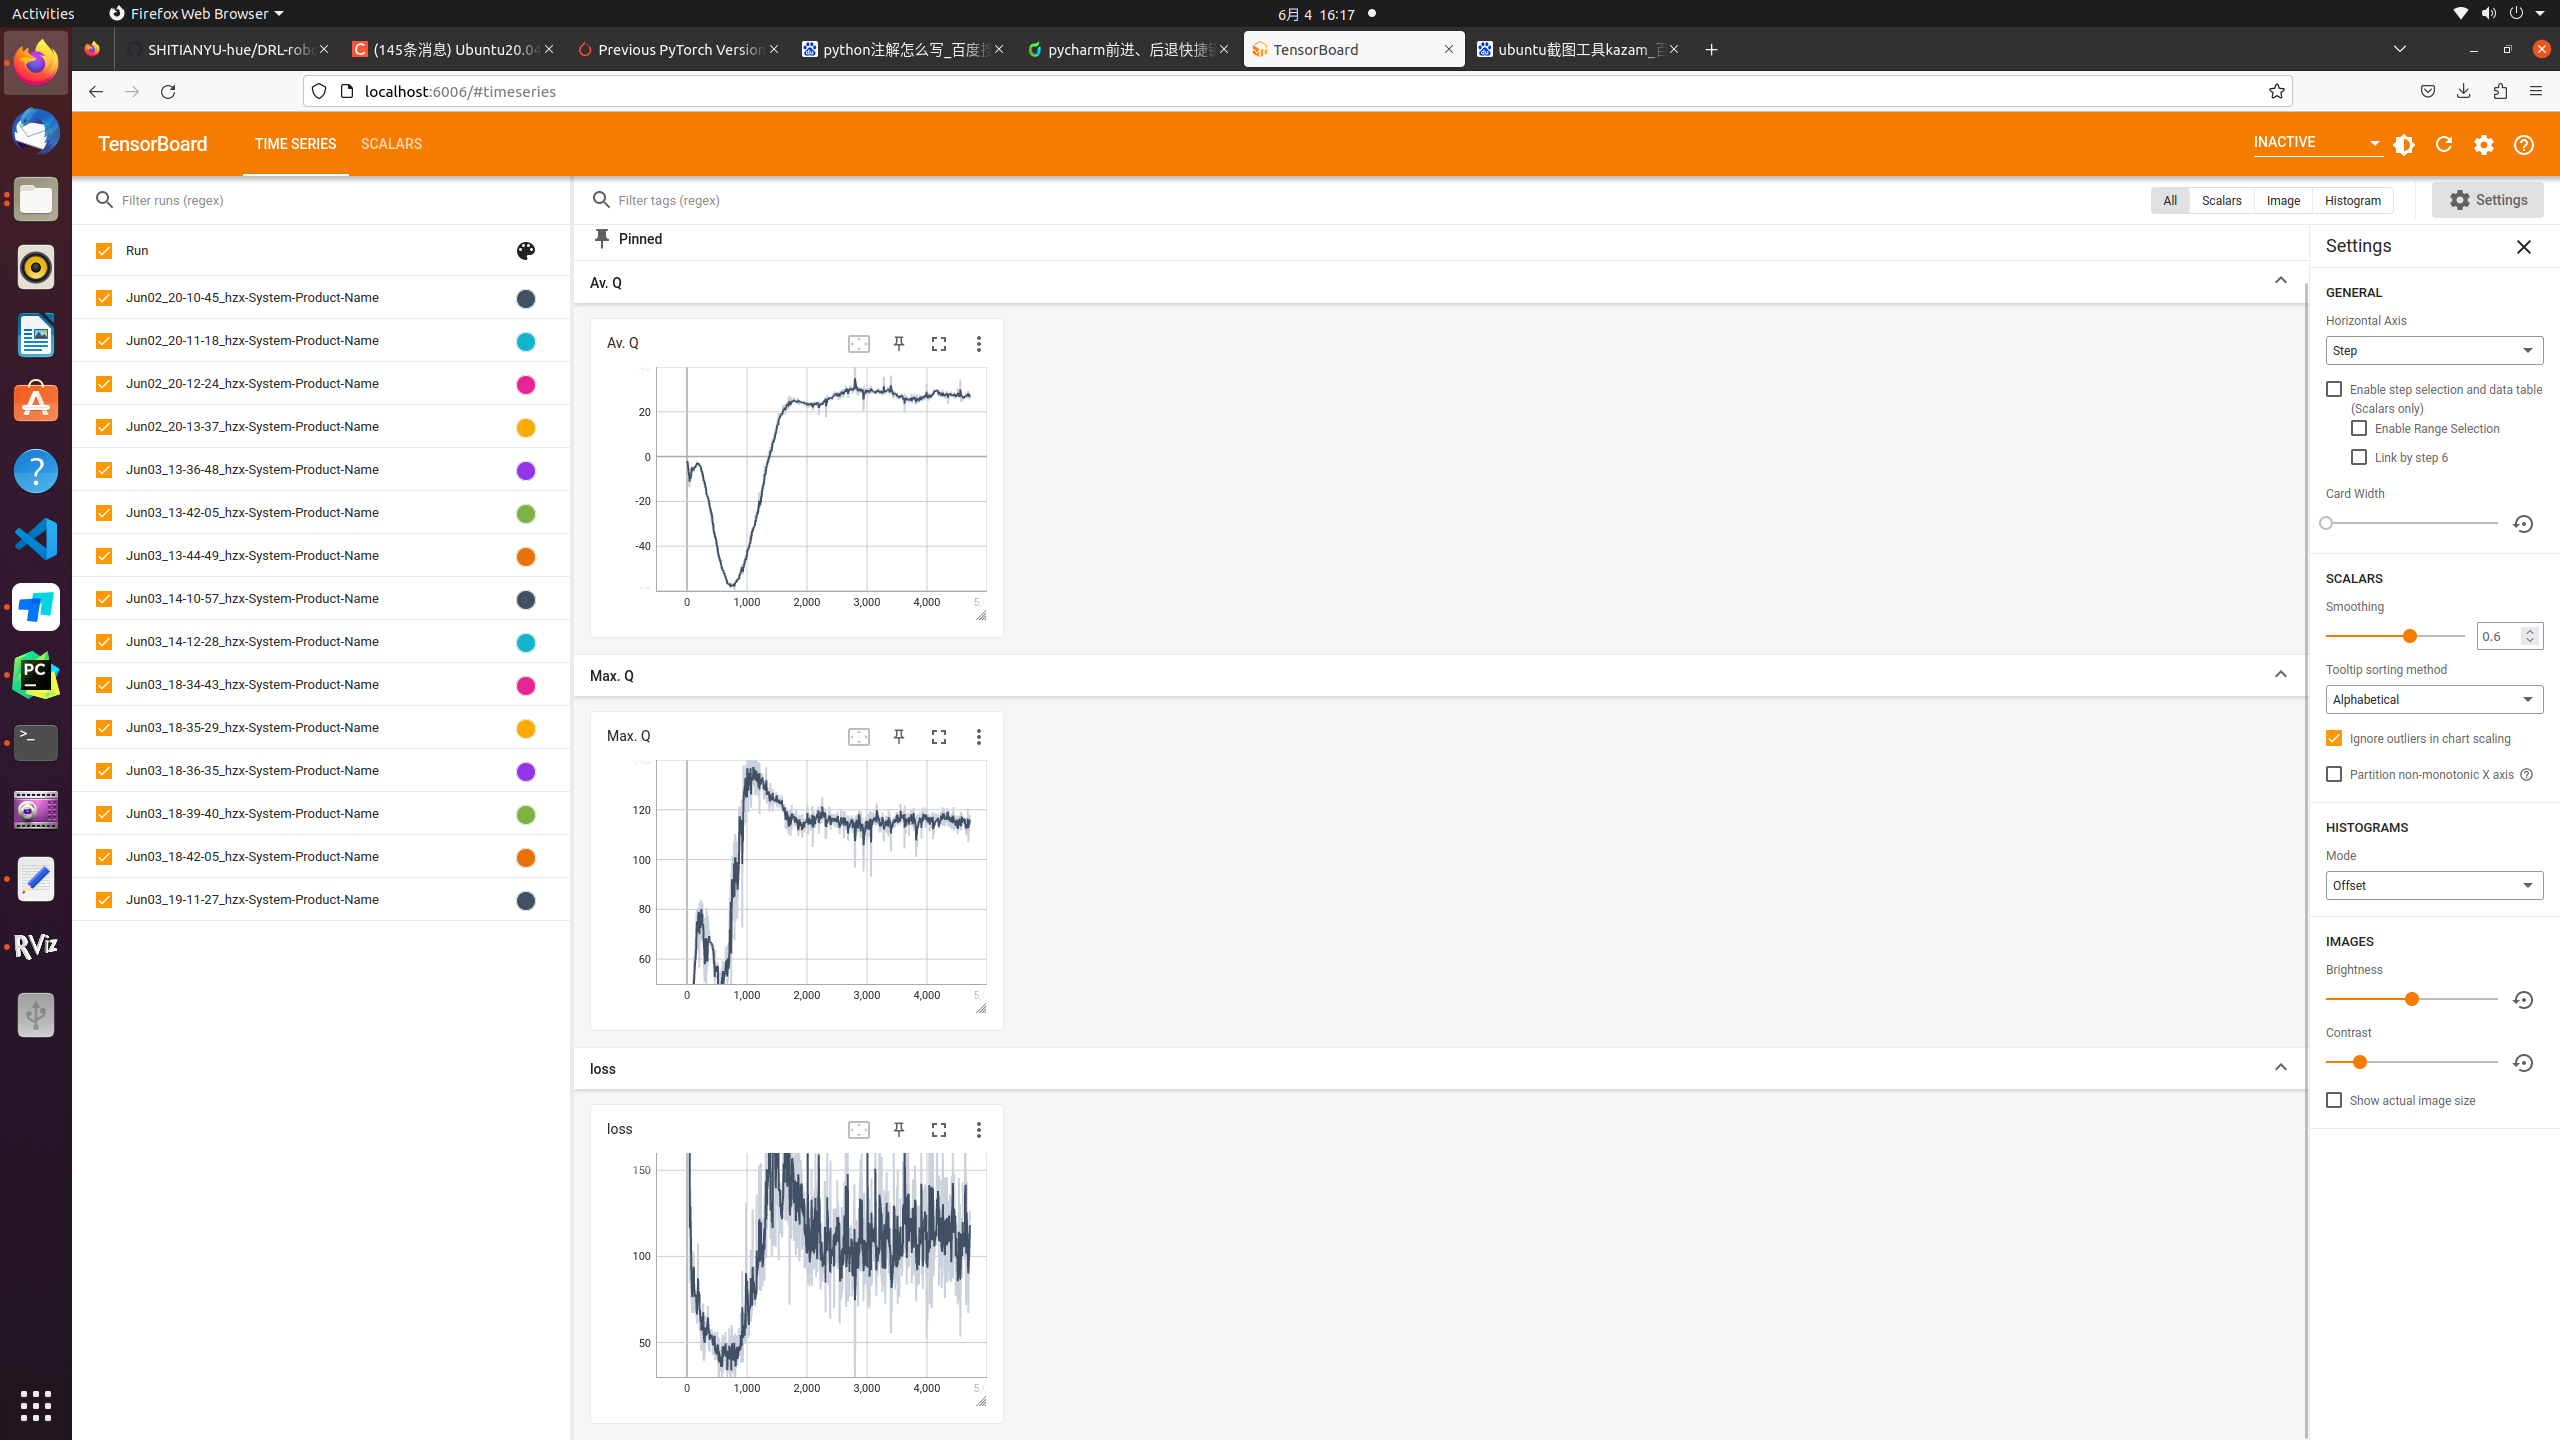 Activities
Firefox Web Browser
6月 4 16:17
SHITIANYU-hue/DRL-rob
(145条消息) Ubuntu20.04
Previous PyTorch Version
python注解怎么写_百度搜
pycharm前进、后退快捷键
TensorBoard
ubuntu截图工具kazam_百
localhost:6006/#timeseries
TensorBoard
TIME SERIES
SCALARS
INACTIVE
Filter runs (regex)
Filter tags (regex)
All
Scalars
Image
Histogram
Settings
Run
Jun02_20-10-45_hzx-System-Product-Name
Jun02_20-11-18_hzx-System-Product-Name
Jun02_20-12-24_hzx-System-Product-Name
Jun02_20-13-37_hzx-System-Product-Name
Jun03_13-36-48_hzx-System-Product-Name
Jun03_13-42-05_hzx-System-Product-Name
Jun03_13-44-49_hzx-System-Product-Name
Jun03_14-10-57_hzx-System-Product-Name
Jun03_14-12-28_hzx-System-Product-Name
Jun03_18-34-43_hzx-System-Product-Name
Jun03_18-35-29_hzx-System-Product-Name
Jun03_18-36-35_hzx-System-Product-Name
Jun03_18-39-40_hzx-System-Product-Name
Jun03_18-42-05_hzx-System-Product-Name
Jun03_19-11-27_hzx-System-Product-Name
PC
RViz
Pinned
Av. Q
Av. Q
20
0
-20
-40
0
1,000
2,000
3,000
4,000
Max. Q
Max. Q
120
100
80
60
0
1,000
2,000
3,000
4,000
loss
loss
150
100
50
0
1,000
2,000
3,000
4,000
Settings
GENERAL
Horizontal Axis
Step
Enable step selection and data table
(Scalars only)
Enable Range Selection
Link by step 6
Card Width
SCALARS
Smoothing
0.6
Tooltip sorting method
Alphabetical
Ignore outliers in chart scaling
Partition non-monotonic X axis
HISTOGRAMS
Mode
Offset
IMAGES
Brightness
Contrast
Show actual image size